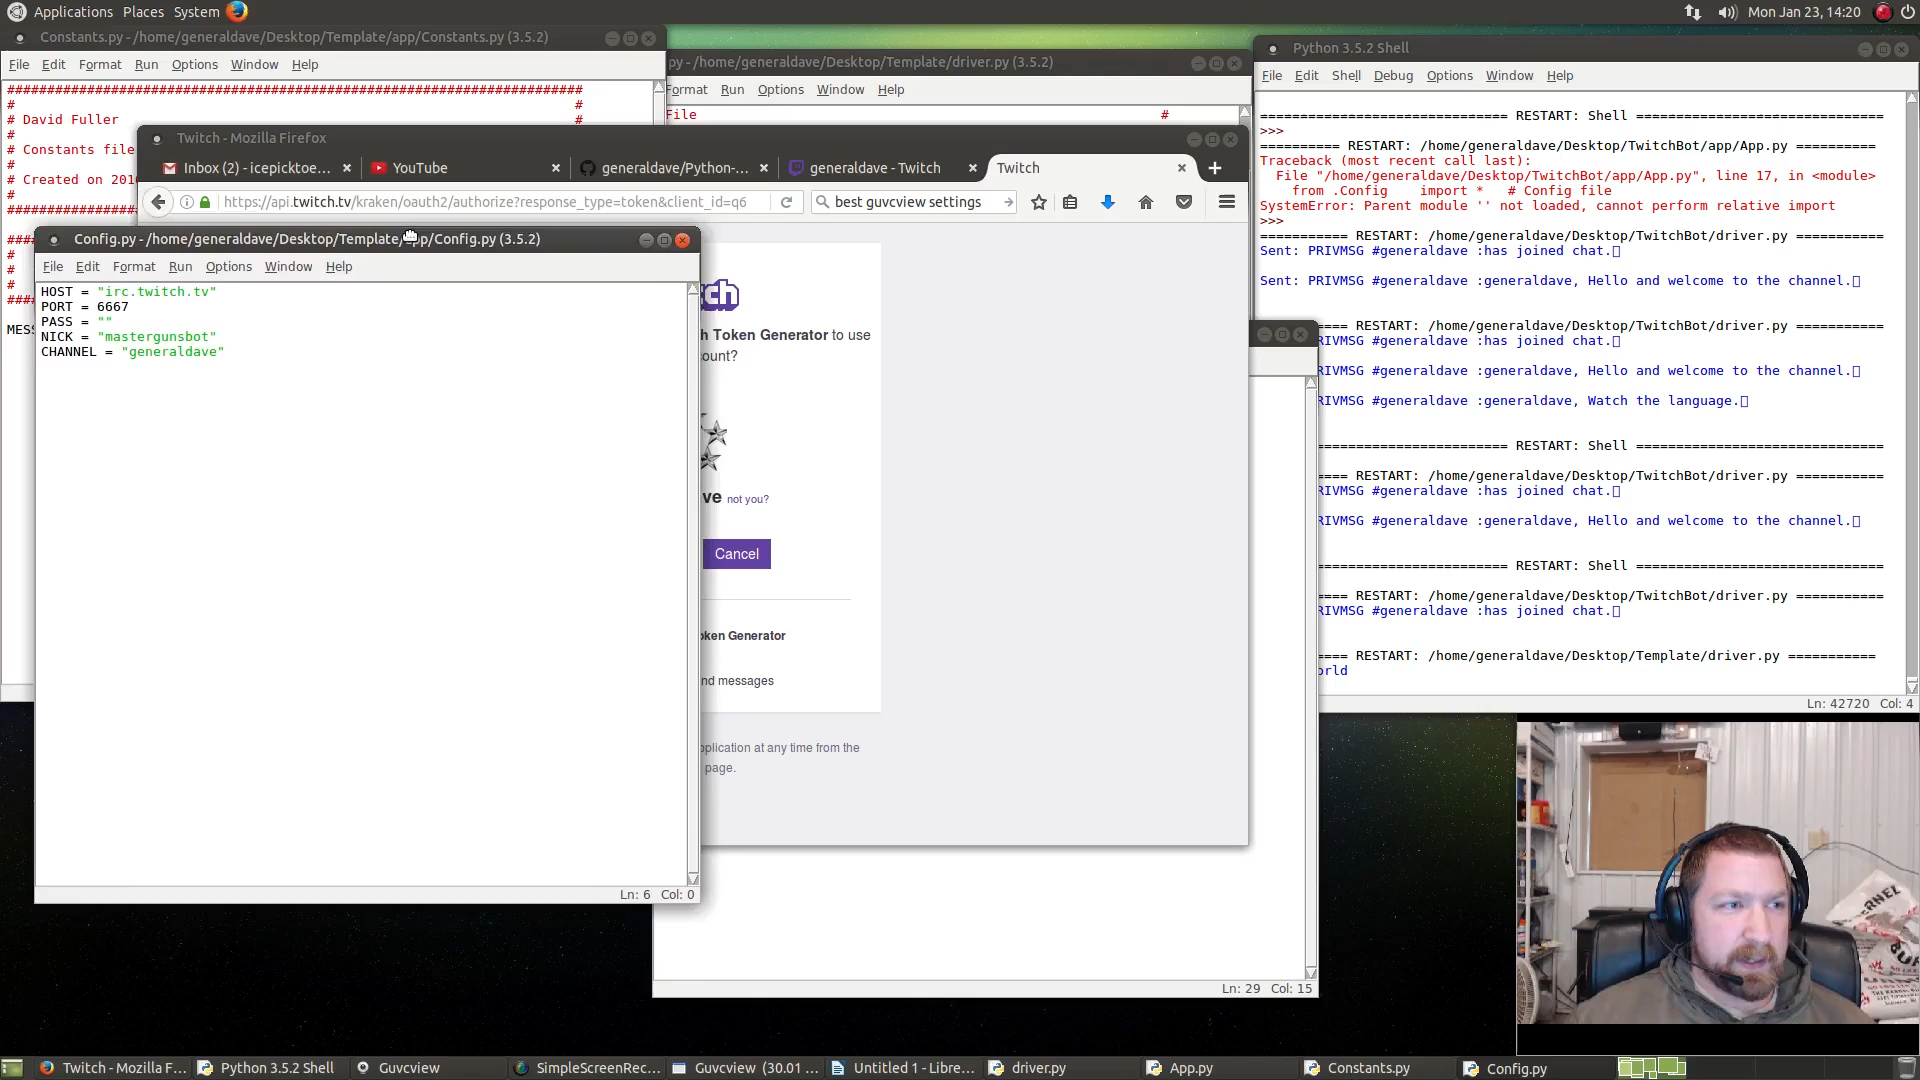 Applications Places System
Mon Jan 23, 14:20
Constants.py - /home/generaldave/Desktop/Template/app/Constants.py (3.5.2)
File Edit Format Run Options Window Help
######################################################################
# #
# David Fuller #
#
# Constants file
#
# Created on 201
#
MESS
py - /home/generaldave/Desktop/Template/driver.py (3.5.2)
Format Run Options Window Help
File #
Twitch - Mozilla Firefox
Inbox (2) - icepicktoe...
YouTube
generaldave/Python-...
generaldave - Twitch
Twitch
https://api.twitch.tv/kraken/oauth2/authorize?response_type=token&client_id=q6
best guvcview settings
ch
h Token Generator to use
ount?
ve not you?
Cancel
oken Generator
nd messages
pplication at any time from the
page.
Config.py - /home/generaldave/Desktop/Template/app/Config.py (3.5.2)
File Edit Format Run Options Window Help
HOST = "irc.twitch.tv"
PORT = 6667
PASS = ""
NICK = "mastergunsbot"
CHANNEL = "generaldave"
Ln: 6 Col: 0
Ln: 29 Col: 15
Python 3.5.2 Shell
File Edit Shell Debug Options Window Help
=============================== RESTART: Shell ===============================
>>>
========== RESTART: /home/generaldave/Desktop/TwitchBot/app/App.py ==========
Traceback (most recent call last):
File "/home/generaldave/Desktop/TwitchBot/app/App.py", line 17, in <module>
from .Config import * # Config file
SystemError: Parent module '' not loaded, cannot perform relative import
>>>
=========== RESTART: /home/generaldave/Desktop/TwitchBot/driver.py ===========
Sent: PRIVMSG #generaldave :has joined chat.
Sent: PRIVMSG #generaldave :generaldave, Hello and welcome to the channel.
==== RESTART: /home/generaldave/Desktop/TwitchBot/driver.py ===========
RIVMSG #generaldave :has joined chat.
RIVMSG #generaldave :generaldave, Hello and welcome to the channel.
RIVMSG #generaldave :generaldave, Watch the language.
======================== RESTART: Shell ===============================
==== RESTART: /home/generaldave/Desktop/TwitchBot/driver.py ===========
RIVMSG #generaldave :has joined chat.
RIVMSG #generaldave :generaldave, Hello and welcome to the channel.
======================== RESTART: Shell ===============================
==== RESTART: /home/generaldave/Desktop/TwitchBot/driver.py ===========
RIVMSG #generaldave :has joined chat.
==== RESTART: /home/generaldave/Desktop/Template/driver.py ===========
orld
Ln: 42720 Col: 4
Twitch - Mozilla F...
Python 3.5.2 Shell
Guvcview
SimpleScreenRec...
Guvcview (30.01 ...
Untitled 1 - Libre...
driver.py
App.py
Constants.py
Config.py